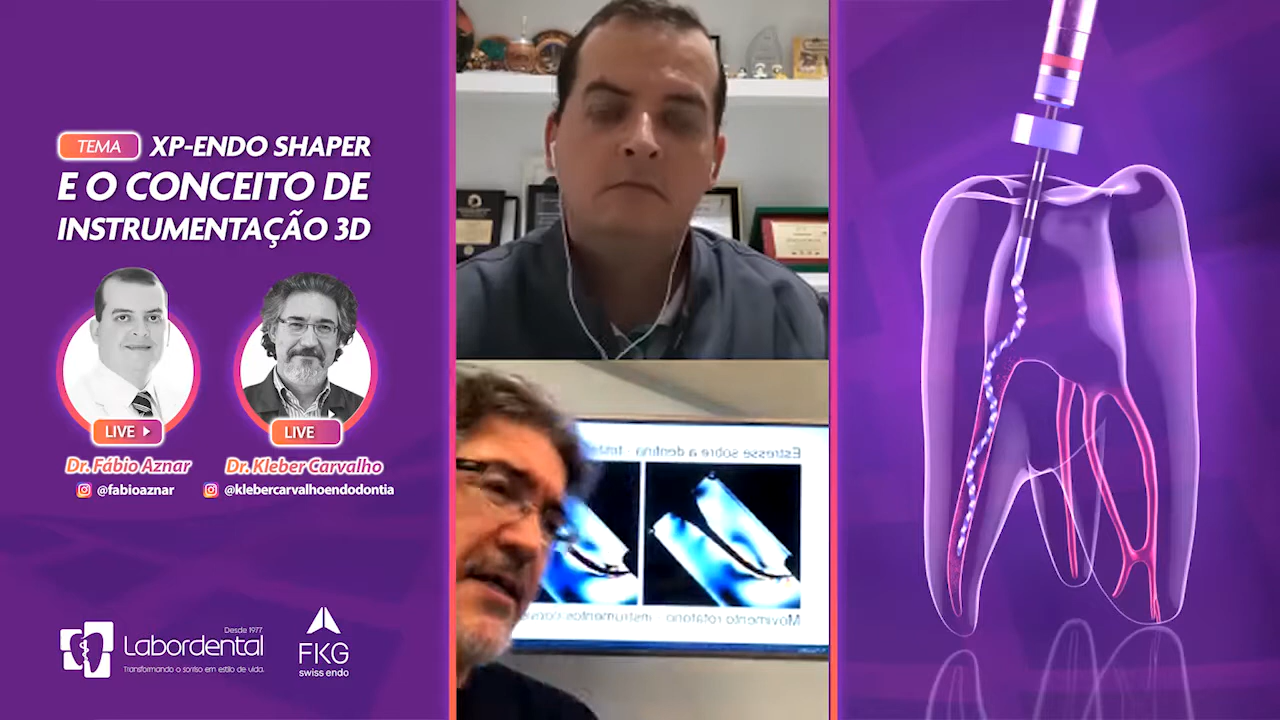 TEMA XP-ENDO SHAPER
E O CONCEITO DE
INSTRUMENTAÇÃO 3D
LIVE
LIVE
Dr. Fábio Aznar
Dr. Kleber Carvalho
@fabioaznar
@klebercarvalhoendodontia
Desde 1977
Labordental
Transformando o sorriso em estilo de vida.
FKG
swiss endo
Estresse sobre a dentina -
Movimento rotatório - instrumentos